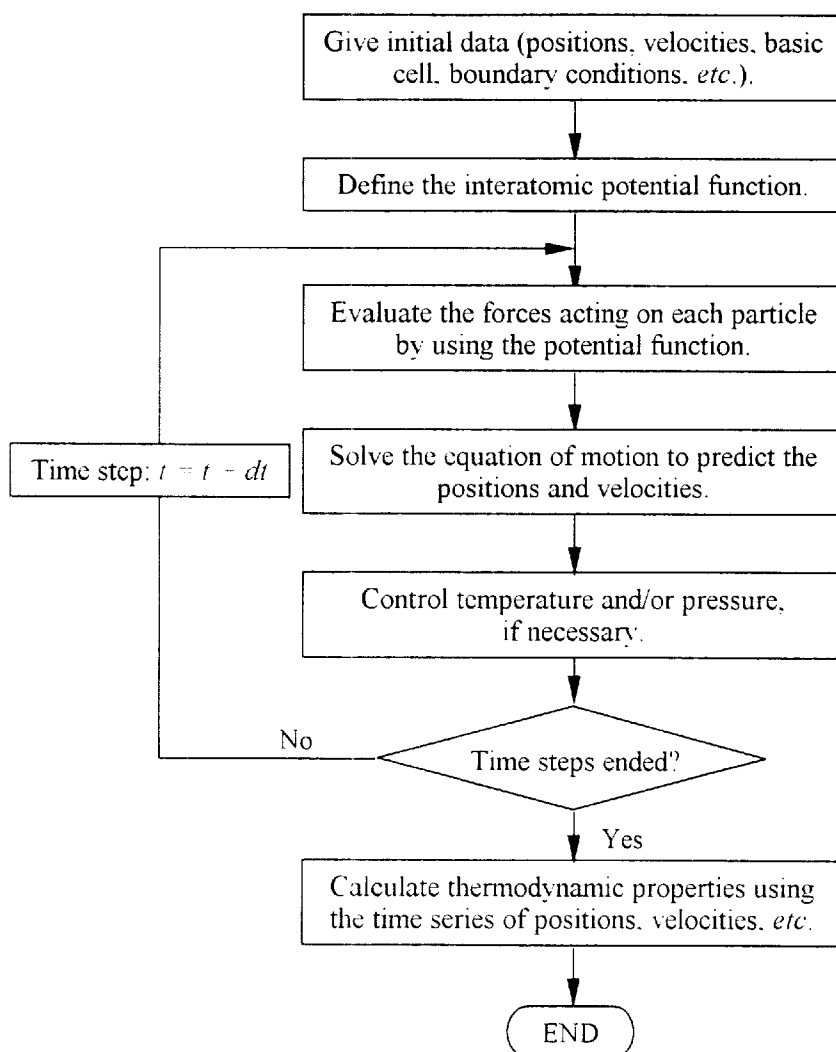 Give initial data (positions, velocities, basic
cell, boundary conditions, etc.).
Define the interatomic potential function.
Evaluate the forces acting on each particle
by using the potential function.
Time step: t = t - dt
Solve the equation of motion to predict the
positions and velocities.
Control temperature and/or pressure,
if necessary.
No
Time steps ended?
Yes
Calculate thermodynamic properties using
the time series of positions, velocities, etc.
END